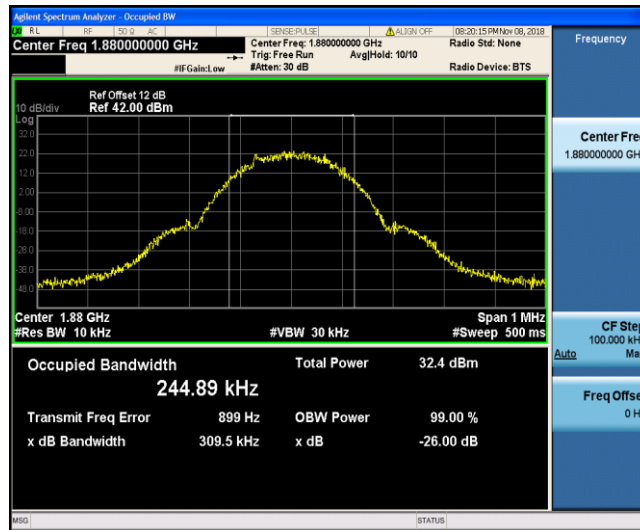 Agilent Spectrum Analyzer - Occupied BW
RL RF 50 Ω AC SENSE:PULSE ALIGN OFF 08:20:15 PM Nov 08, 2018
Center Freq 1.880000000 GHz
Center Freq: 1.880000000 GHz
Radio Std: None
Trig: Free Run Avg|Hold: 10/10
#IFGain:Low #Atten: 30 dB Radio Device: BTS
Frequency
Ref Offset 12 dB
10 dB/div Ref 42.00 dBm
Log
32.0
22.0
12.0
2.00
-8.00
-18.0
-28.0
-38.0
-48.0
Center 1.88 GHz Span 1 MHz
#Res BW 10 kHz #VBW 30 kHz #Sweep 500 ms
Occupied Bandwidth Total Power 32.4 dBm
244.89 kHz
Transmit Freq Error 899 Hz OBW Power 99.00 %
x dB Bandwidth 309.5 kHz x dB -26.00 dB
Center Fre
1.880000000 GH
CF Ste
100.000 kH
Auto Ma
Freq Offse
0 H
MSG STATUS